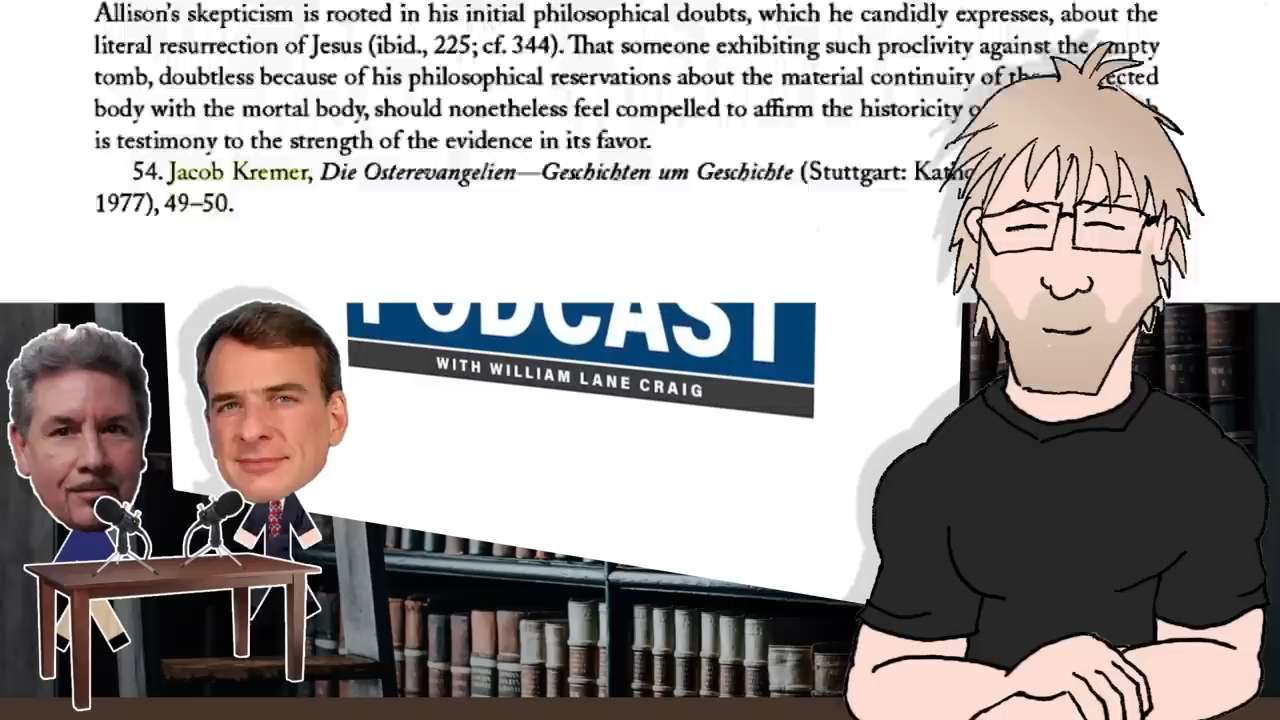 Allison's skepticism is rooted in his initial philosophical doubts, which he candidly expresses, about the
literal resurrection of Jesus (ibid., 225; cf. 344). That someone exhibiting such proclivity against the empty
tomb, doubtless because of his philosophical reservations about the material continuity of the
body with the mortal body, should nonetheless feel compelled to affirm the historicity
is testimony to the strength of the evidence in its favor.
54. Jacob Kremer, Die Osterevangelien—Geschichten um Geschichte (Stuttgart:
1977), 49–50.
PODCAST
WITH WILLIAM LANE CRAIG